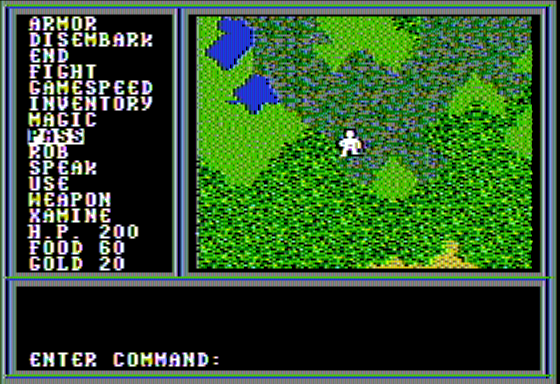 ARMOR
DISEMBARK
END
FIGHT
GAMESPEED
INVENTORY
MAGIC
PASS
ROB
SPEAK
USE
WEAPON
XAMINE
H.P. 200
FOOD 60
GOLD 20
ENTER COMMAND: